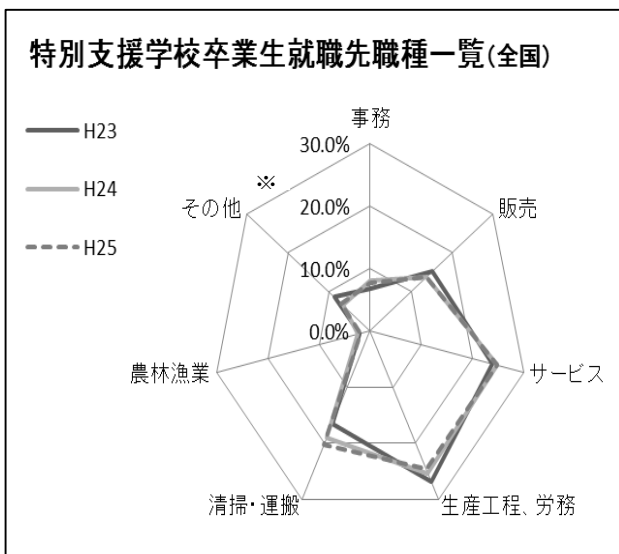 特別支援学校卒業生就職先職種一覧(全国)
H23
H24
H25
事務
30.0%
20.0%
10.0%
0.0%
※
その他
販売
農林漁業
サービス
清掃・運搬
生産工程、労務